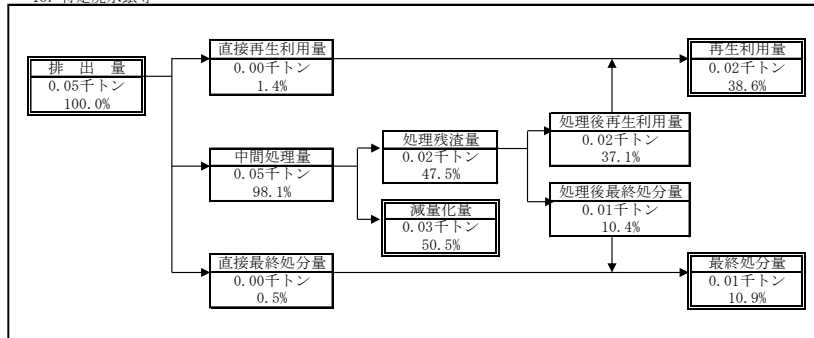 直接再生利用量
0.00千トン
1.4%
再生利用量
0.02千トン
38.6%
排 出 量
0.05千トン
100.0%
処理後再生利用量
0.02千トン
37.1%
処理残渣量
0.02千トン
47.5%
中間処理量
0.05千トン
98.1%
処理後最終処分量
0.01千トン
10.4%
減量化量
0.03千トン
50.5%
直接最終処分量
0.00千トン
0.5%
最終処分量
0.01千トン
10.9%